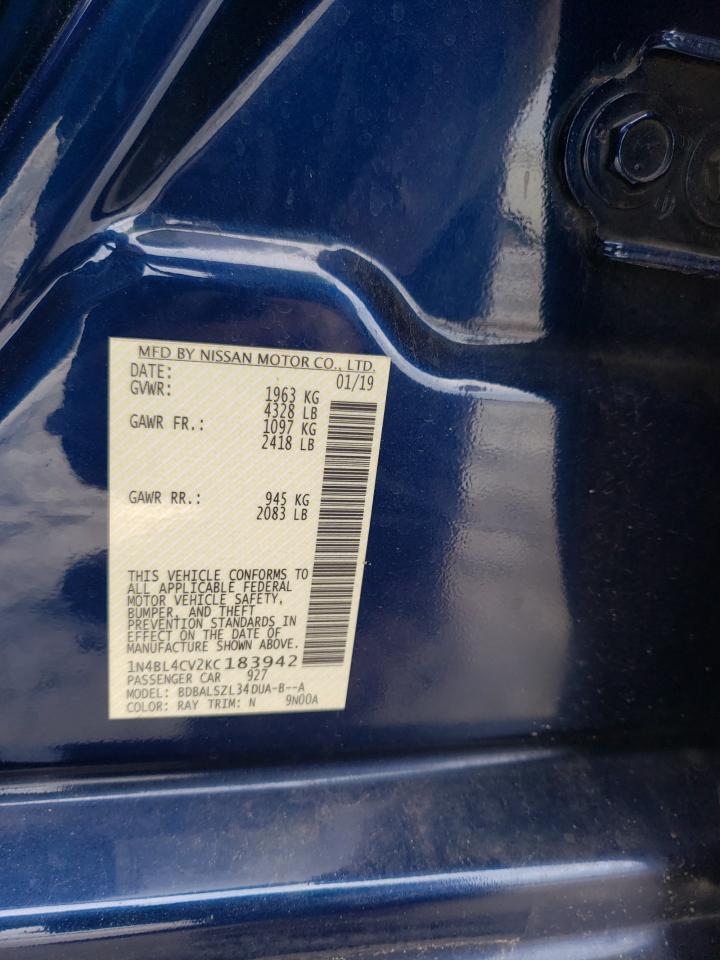 MFD BY NISSAN MOTOR CO., LTD.
DATE: 01/19
GVWR: 1963 KG
4328 LB
GAWR FR.: 1097 KG
2418 LB
GAWR RR.: 945 KG
2083 LB
THIS VEHICLE CONFORMS TO
ALL APPLICABLE FEDERAL
MOTOR VEHICLE SAFETY,
BUMPER, AND THEFT
PREVENTION STANDARDS IN
EFFECT ON THE DATE OF
MANUFACTURE SHOWN ABOVE.
1N4BL4CV2KC183942
PASSENGER CAR 927
MODEL: BDBALSZL34DUA-B--A
COLOR: RAY TRIM: N 9N00A